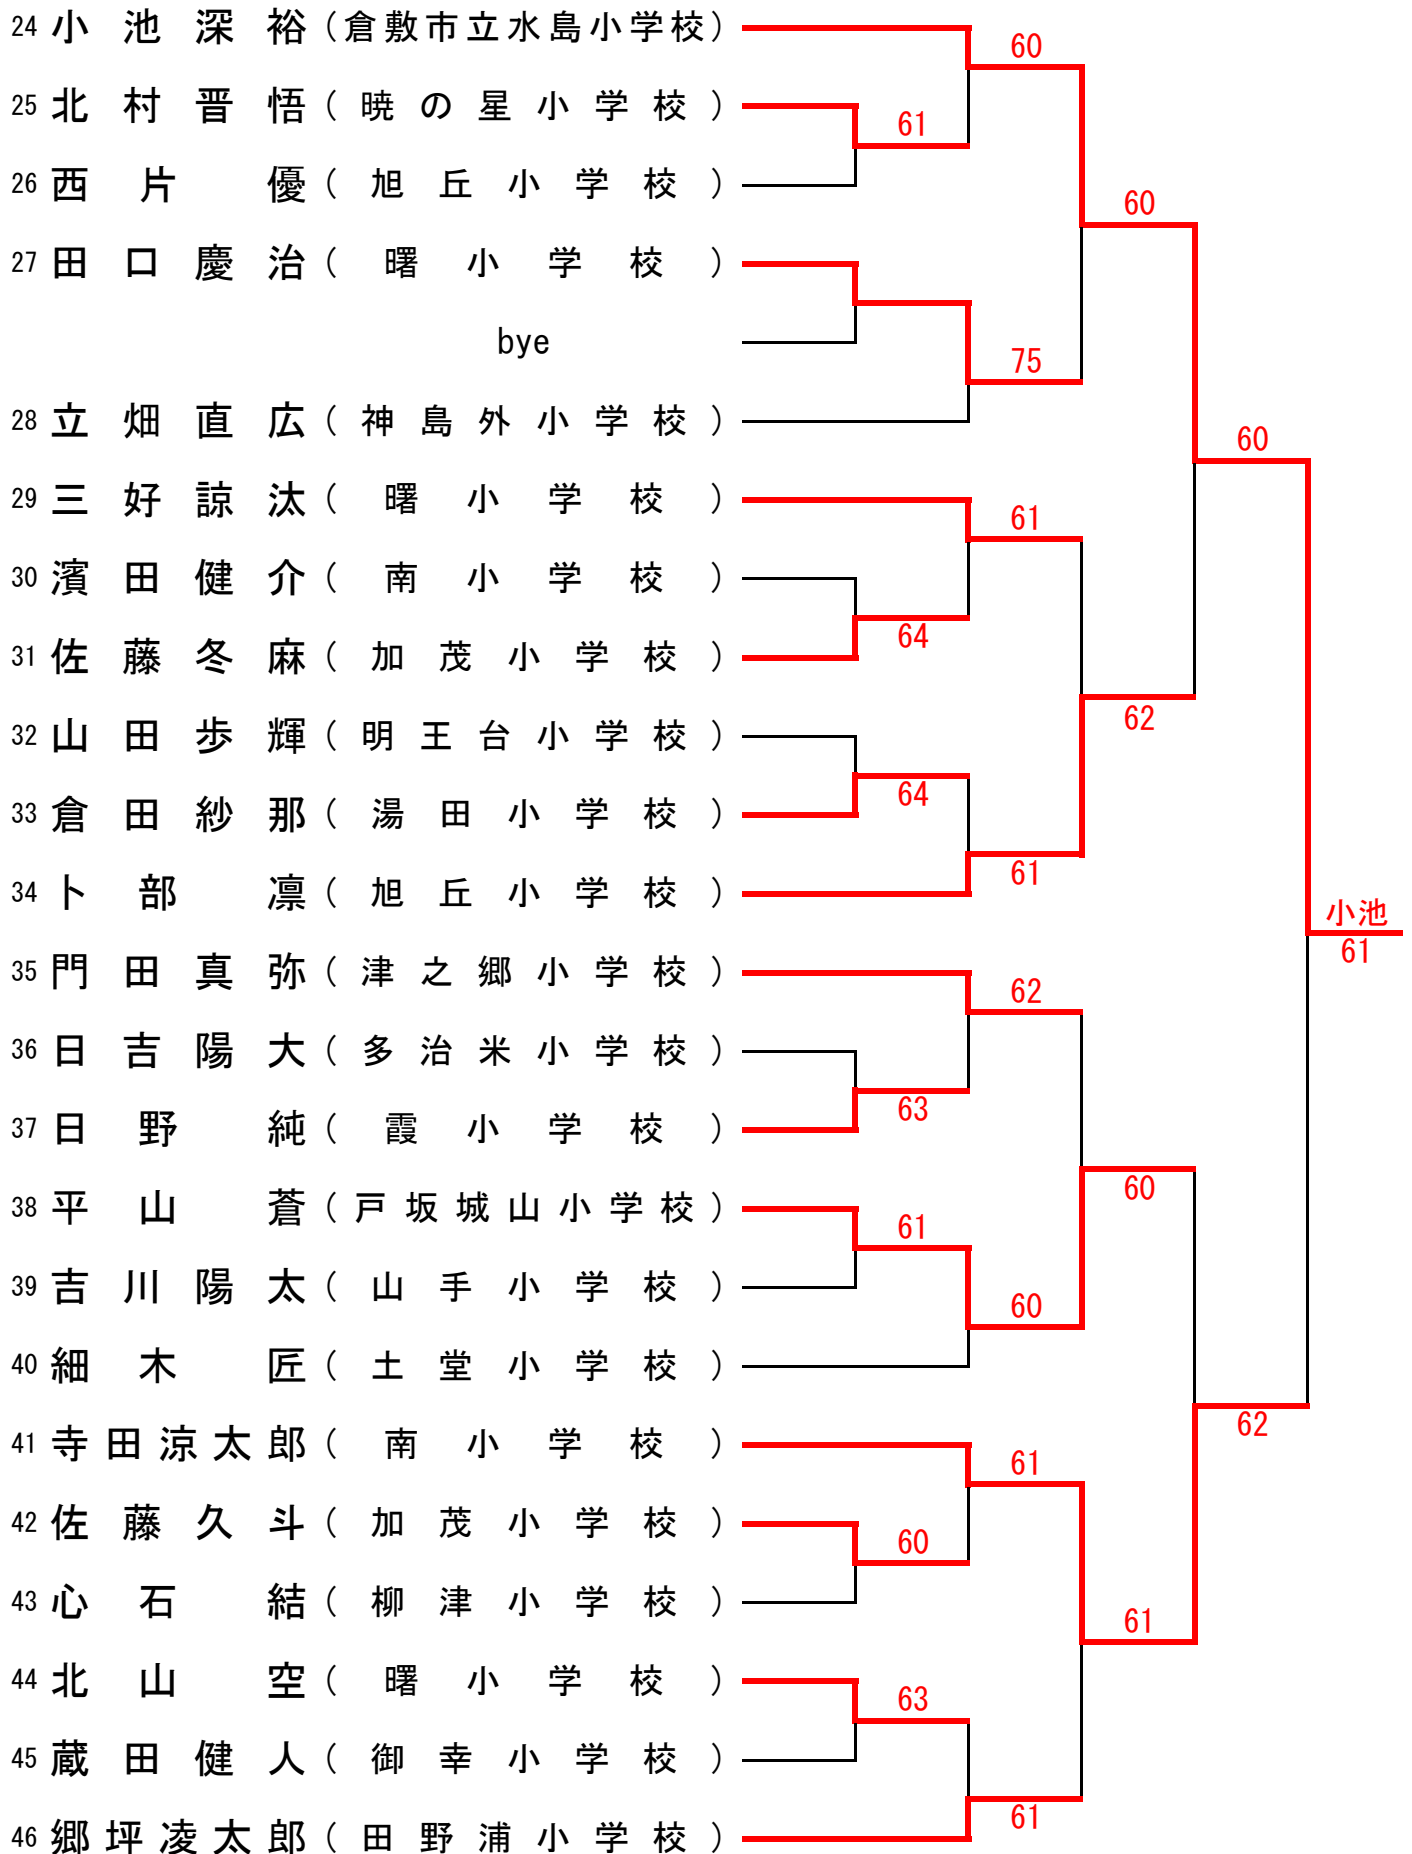 24 小池深裕（倉敷市立水島小学校）
60
25 北村晋悟（暁の星小学校）
61
26 西片優（旭丘小学校）
60
27 田口慶治（曙小学校）
bye
75
28 立畑直広（神島外小学校）
60
29 三好諒汰（曙小学校）
61
30 濱田健介（南小学校）
64
31 佐藤冬麻（加茂小学校）
62
32 山田歩輝（明王台小学校）
64
33 倉田紗那（湯田小学校）
61
34 卜部凛（旭丘小学校）
小池
61
35 門田真弥（津之郷小学校）
62
36 日吉陽大（多治米小学校）
63
37 日野純（霞小学校）
60
38 平山蒼（戸坂城山小学校）
61
39 吉川陽太（山手小学校）
60
40 細木匠（土堂小学校）
62
41 寺田涼太郎（南小学校）
61
42 佐藤久斗（加茂小学校）
60
43 心石結（柳津小学校）
61
44 北山空（曙小学校）
63
45 蔵田健人（御幸小学校）
61
46 郷坪凌太郎（田野浦小学校）